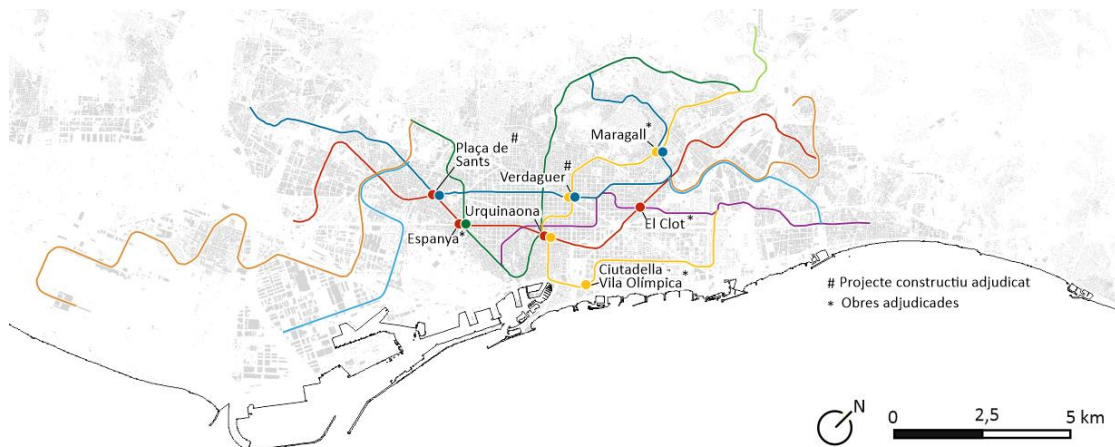 Maragall*
#
Plaça de
Sants
#
Verdaguer
Urquinaona
Espanya*
El Clot*
Ciutadella
Vila Olímpica *
# Projecte constructiu adjudicat
* Obres adjudicades
N
0 2,5 5 km